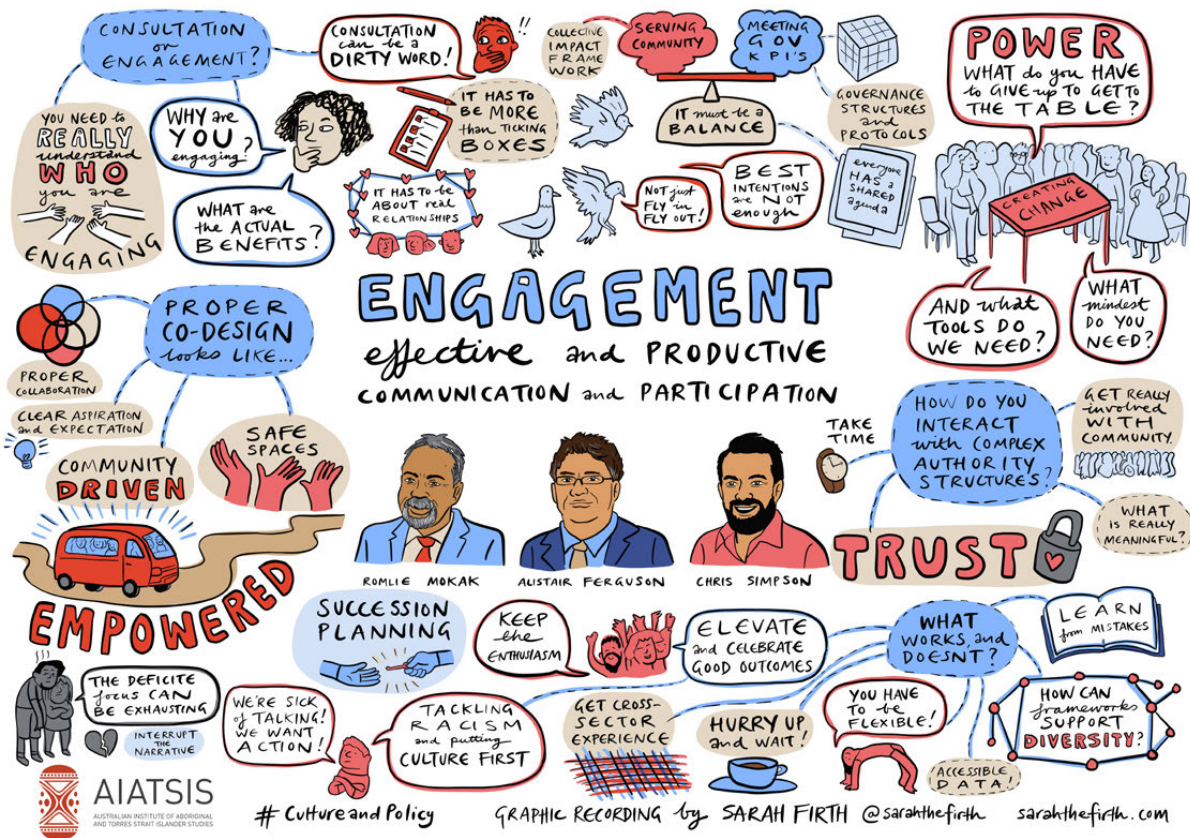 CONSULTATION
or
ENGAGEMENT?
CONSULTATION
can be a
DIRTY WORD!
!!
COLLECTIVE
IMPACT
FRAME
WORK
SERVING
COMMUNITY
MEETING
GOV
KPI'S
IT must be a
BALANCE
GOVERNANCE
STRUCTURES
and
PROTOCOLS
POWER
WHAT do you HAVE
to GIVE up TO GET TO
THE TABLE?
YOU NEED to
REALLY
understand
WHO
you are
ENGAGING
WHY are
YOU
engaging?
WHAT are
the ACTUAL
BENEFITS?
IT HAS TO
BE MORE
than TICKING
BOXES
IT HAS TO be
ABOUT real
RELATIONSHIPS
NOT just
FLY in
FLY OUT!
BEST
INTENTIONS
are NOT
enough
everyone
HAS a
SHARED
agenda
CREATING
CHANGE
AND what
TOOLS DO
WE NEED?
WHAT
mindest
DO YOU
NEED?
ENGAGEMENT
effective and PRODUCTIVE
COMMUNICATION and PARTICIPATION
PROPER
CO-DESIGN
looks LIKE...
PROPER
COLLABORATION
CLEAR ASPIRATION
and EXPECTATION
COMMUNITY
DRIVEN
SAFE
SPACES
EMPOWERED
ROMLIE MOKAK
ALISTAIR FERGUSON
CHRIS SIMPSON
TAKE
TIME
HOW DO YOU
INTERACT
with COMPLEX
AUTHORITY
STRUCTURES?
GET REALLY
involved
WITH
COMMUNITY.
WHAT
IS REALLY
MEANINGFUL?
TRUST
SUCCESSION
PLANNING
KEEP
the
ENTHUSIASM
ELEVATE
and CELEBRATE
GOOD OUTCOMES
WHAT
WORKS, and
DOESNT?
LEARN
from MISTAKES
THE DEFICITE
focus CAN
BE EXHAUSTING
INTERRUPT
THE
NARRATIVE
WE'RE SICK
of TALKING!
WE WANT
ACTION!
TACKLING
RACISM
and putting
CULTURE FIRST
GET CROSS-
SECTOR
EXPERIENCE
HURRY UP
and WAIT!
YOU HAVE
TO be
FLEXIBLE!
ACCESSIBLE
DATA!
HOW CAN
frameworks
SUPPORT
DIVERSITY?
AIATSIS
AUSTRALIAN INSTITUTE OF ABORIGINAL
AND TORRES STRAIT ISLANDER STUDIES
# Culture and Policy
GRAPHIC RECORDING by SARAH FIRTH @sarahthefirth
sarahthefirth.com